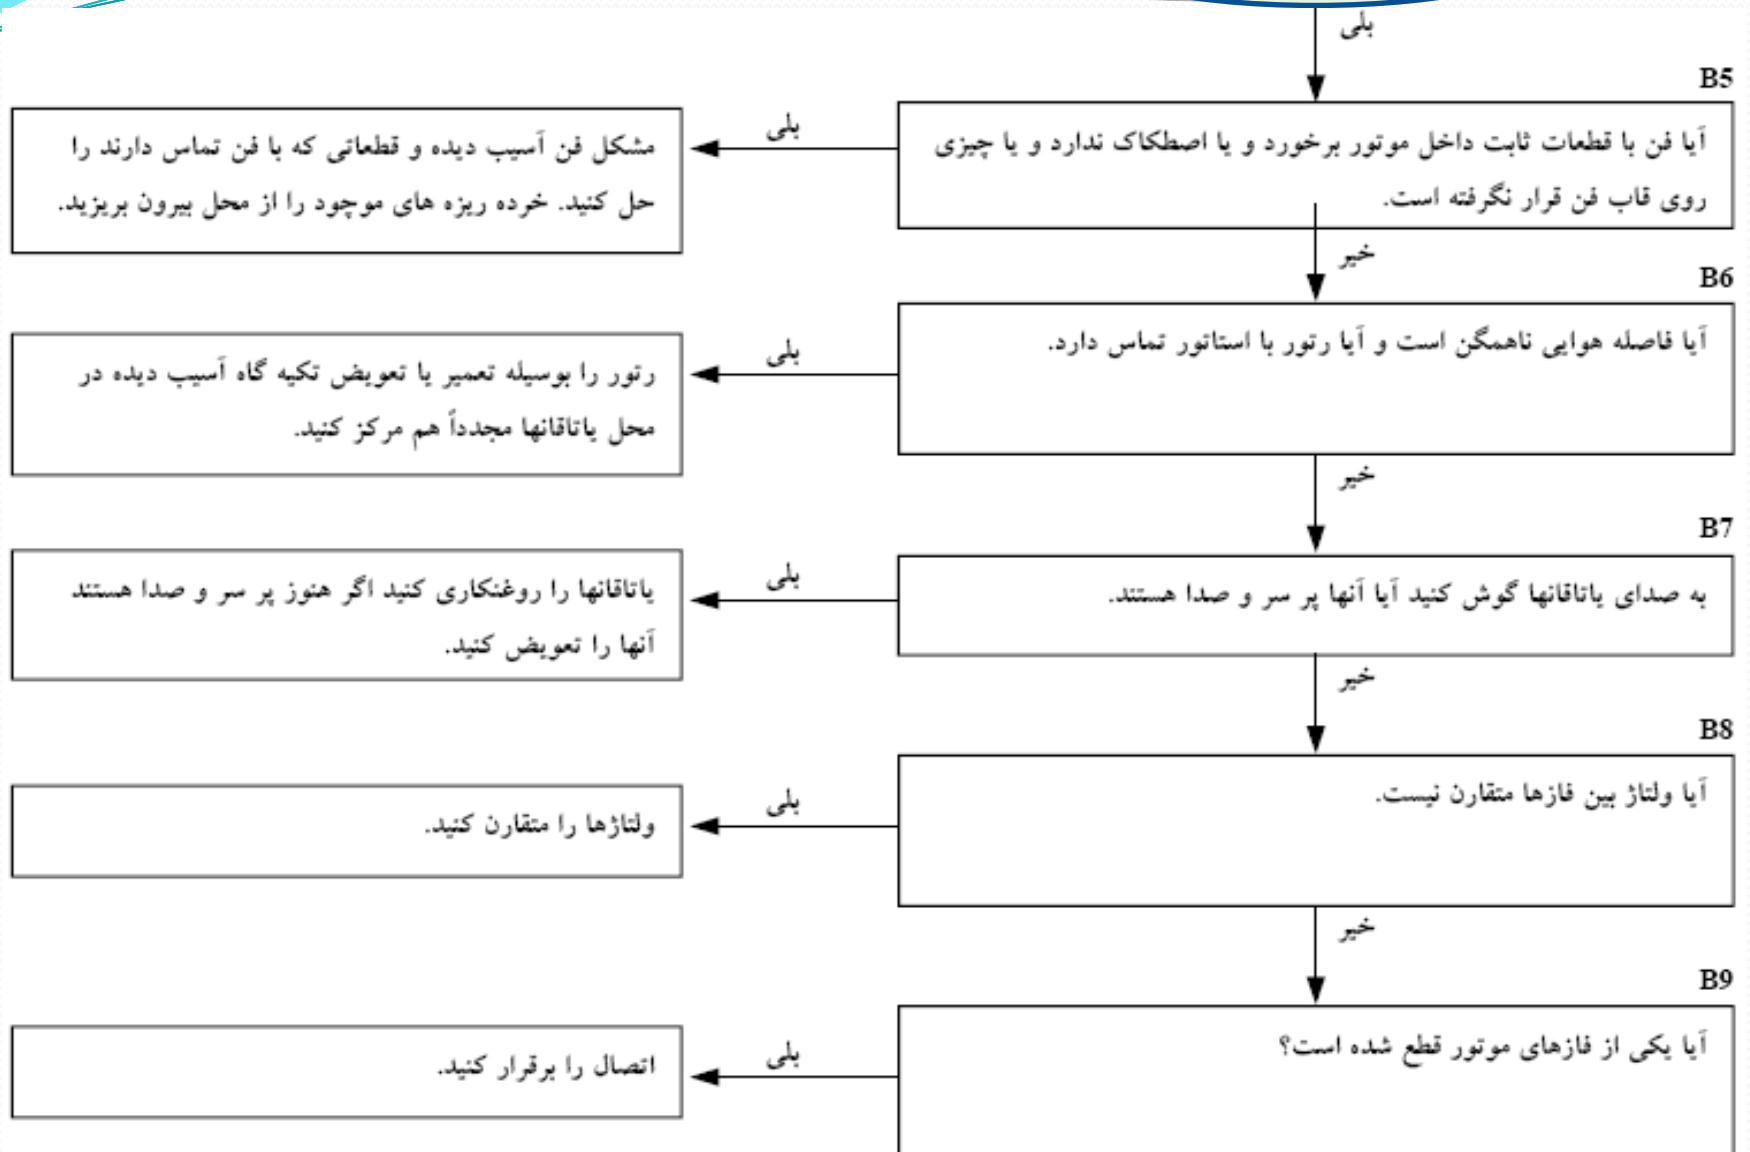 بلی
B5
آیا فن با قطعات ثابت داخل موتور برخورد و یا اصطکاک ندارد و یا چیزی
روی قاب فن قرار نگرفته است.
بلی
مشکل فن آسیب دیده و قطعاتی که با فن تماس دارند را
حل کنید. خرده ریزه های موجود را از محل بیرون بریزید.
خیر
B6
آیا فاصله هوایی ناهمگن است و آیا رتور با استاتور تماس دارد.
بلی
رتور را بوسیله تعمیر یا تعویض تکیه گاه آسیب دیده در
محل یاتاقانها مجدداً هم مرکز کنید.
خیر
B7
به صدای یاتاقانها گوش کنید آیا آنها پر سر و صدا هستند.
بلی
یاتاقانها را روغنکاری کنید اگر هنوز پر سر و صدا هستند
آنها را تعویض کنید.
خیر
B8
آیا ولتاژ بین فازها متقارن نیست.
بلی
ولتاژها را متقارن کنید.
خیر
B9
آیا یکی از فازهای موتور قطع شده است؟
بلی
اتصال را برقرار کنید.